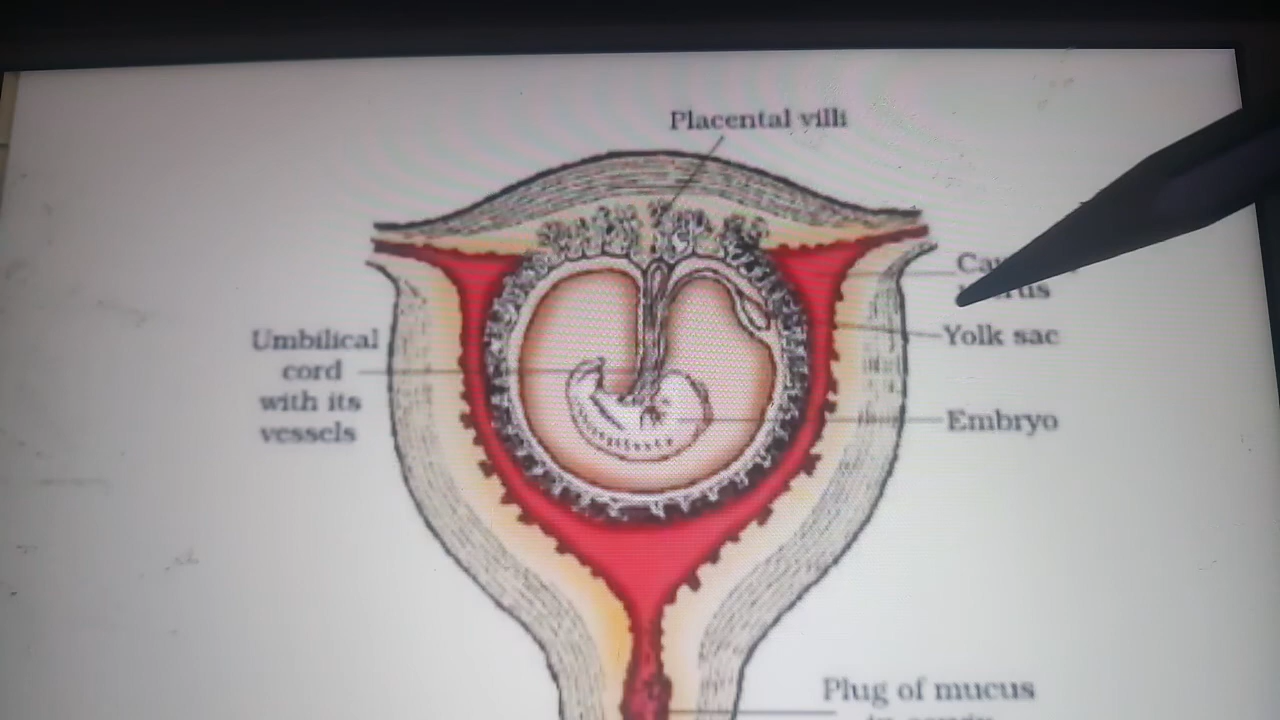 Placental villi
Umbilical
cord
with its
vessels
Yolk sac
Embryo
Plug of mucus